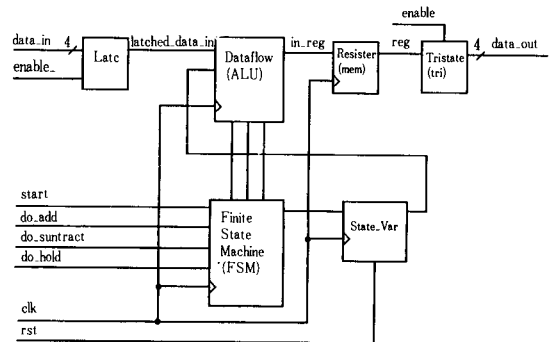 enable
data_in 4 latched_data_in in_reg reg 4 data_out
enable_
Latc
Dataflow
(ALU)
Resister
(mem)
Tristate
(tri)
start
do_add
do_suntract
do_hold
Finite
State
Machine
(FSM)
State_Var
clk
rst